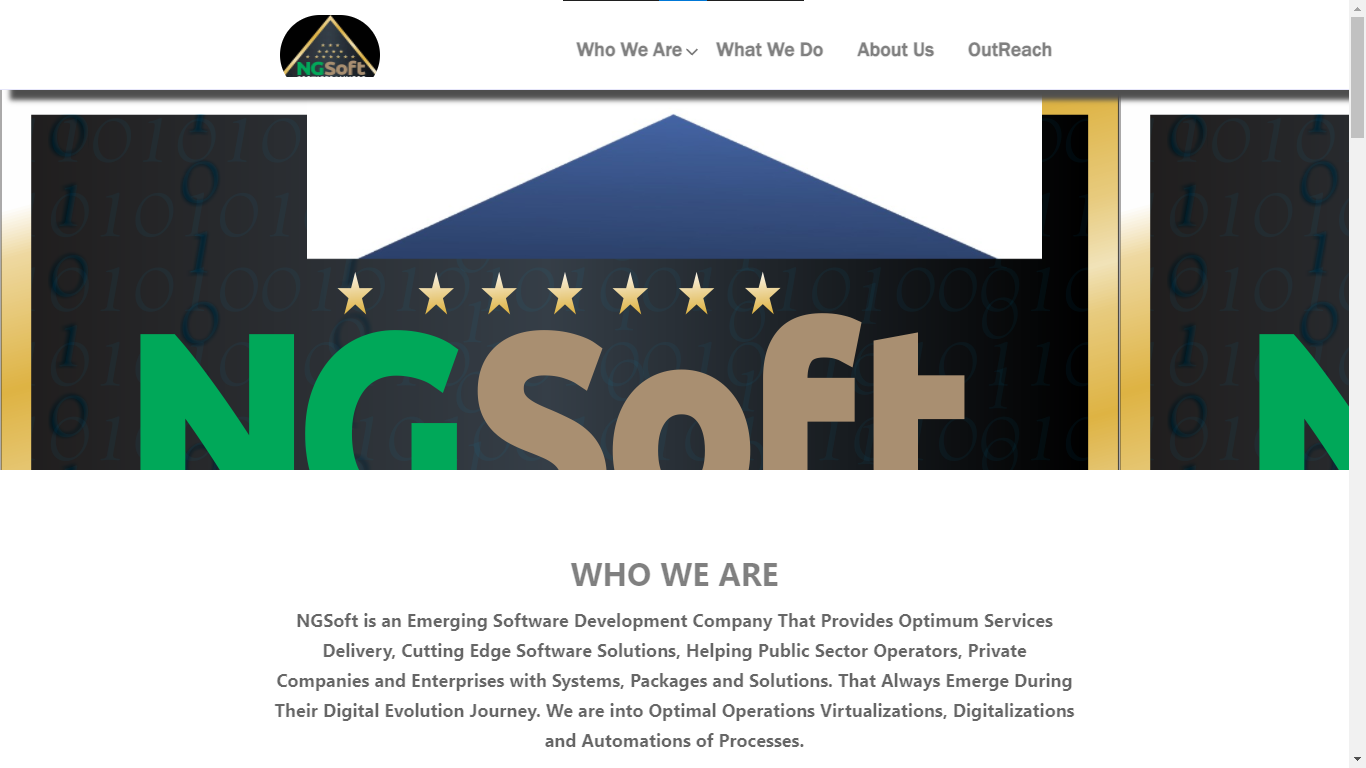 NGSoft
Who We Are What We Do About Us OutReach
NGSoft
N
WHO WE ARE
NGSoft is an Emerging Software Development Company That Provides Optimum Services
Delivery, Cutting Edge Software Solutions, Helping Public Sector Operators, Private
Companies and Enterprises with Systems, Packages and Solutions. That Always Emerge During
Their Digital Evolution Journey. We are into Optimal Operations Virtualizations, Digitalizations
and Automations of Processes.